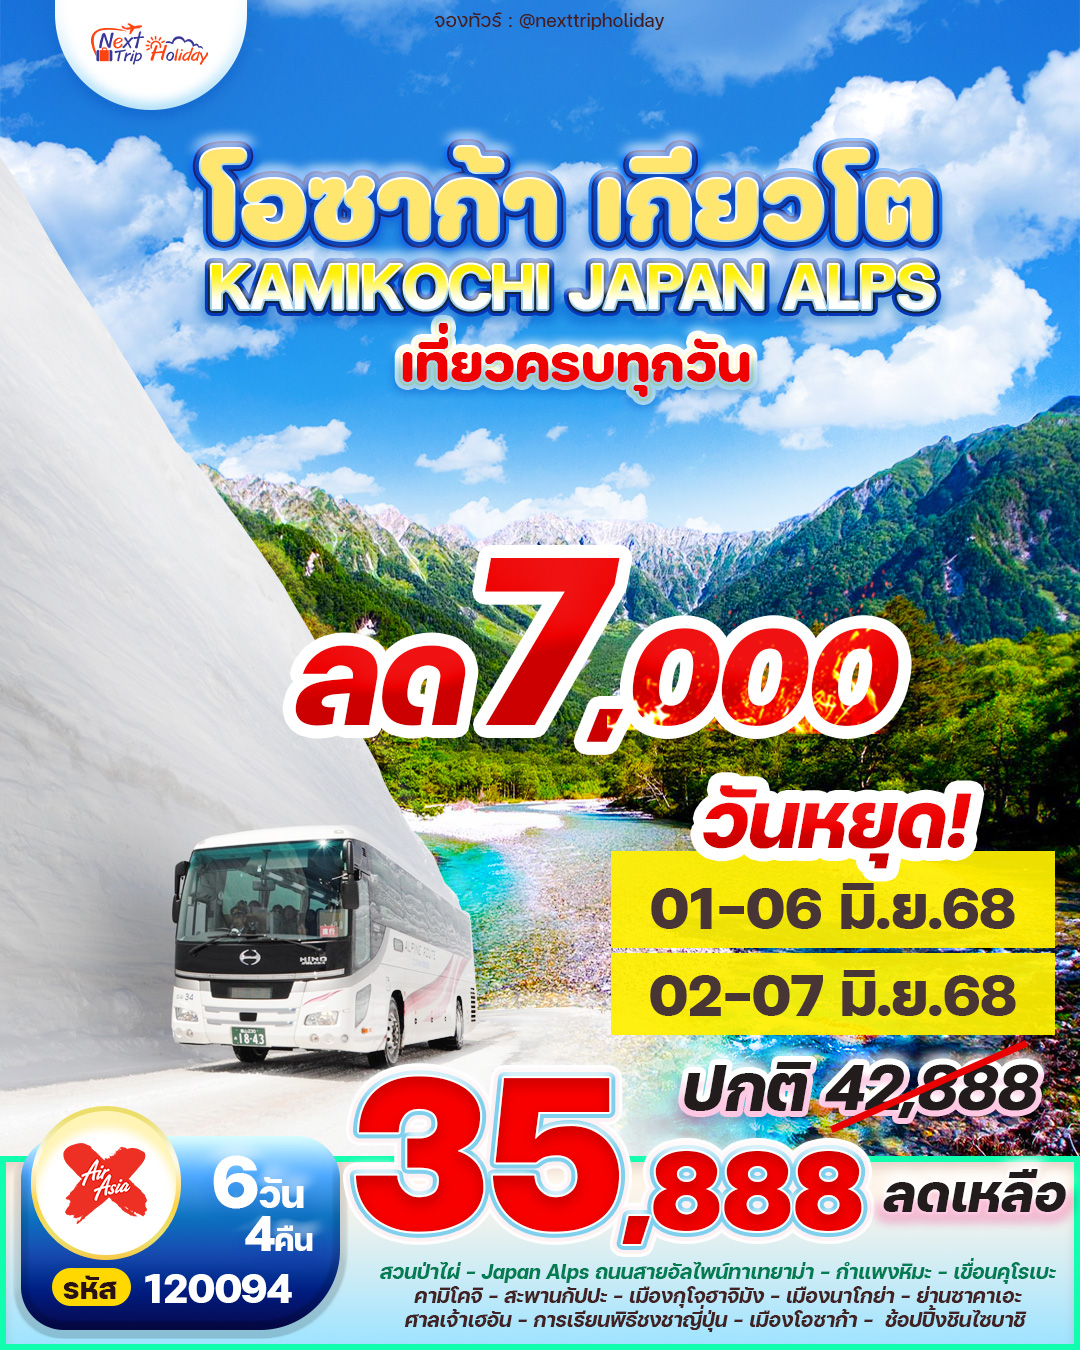 จองทัวร์ : @nexttripholiday
Next Trip Holiday
โอซาก้า เกียวโต
KAMIKOCHI JAPAN ALPS
เที่ยวครบทุกวัน
ลด 7,000
วันหยุด!
01-06 มิ.ย.68
02-07 มิ.ย.68
ปกติ 42,888
35,888 ลดเหลือ
Air Asia
6วัน
4คืน
รหัส 120094
สวนป่าไผ่ - Japan Alps ถนนสายอัลไพน์ทาเทยาม่า - กำแพงหิมะ - เขื่อนคุโรเบะ
คามิโคจิ - สะพานกัปปะ - เมืองกุโจฮาจิมัง - เมืองนาโกย่า - ย่านซาคาเอะ
ศาลเจ้าเฮอัน - การเรียนพิธีชงชาญี่ปุ่น - เมืองโอซาก้า - ช้อปปิ้งชินไซบาชิ
HINO
34
18-43
ALPINE ROUTE